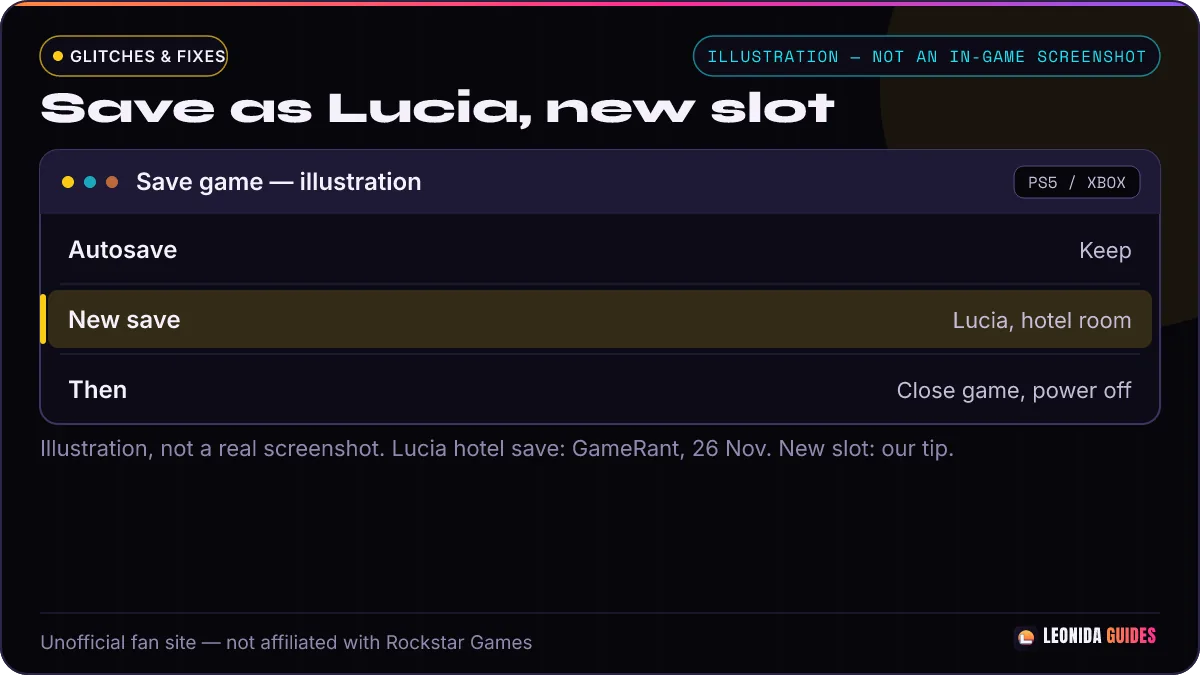 GLITCHES & FIXES
ILLUSTRATION — NOT AN IN-GAME SCREENSHOT
Save as Lucia, new slot
Save game — illustration
PS5 / XBOX
Autosave
Keep
New save
Lucia, hotel room
Then
Close game, power off
Illustration, not a real screenshot. Lucia hotel save: GameRant, 26 Nov. New slot: our tip.
Unofficial fan site — not affiliated with Rockstar Games
LEONIDA GUIDES